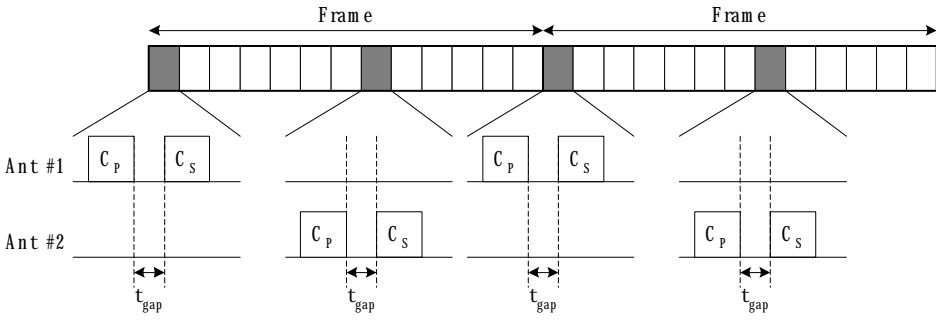 Frame Frame
Ant #1 C_P C_S C_P C_S
Ant #2 C_P C_S C_P C_S
t_gap t_gap t_gap t_gap